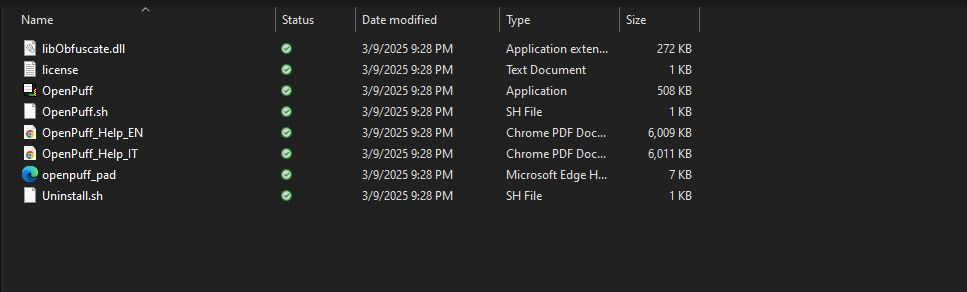 Name Status Date modified Type Size
libObfuscate.dll 3/9/2025 9:28 PM Application exten... 272 KB
license 3/9/2025 9:28 PM Text Document 1 KB
OpenPuff 3/9/2025 9:28 PM Application 508 KB
OpenPuff.sh 3/9/2025 9:28 PM SH File 1 KB
OpenPuff_Help_EN 3/9/2025 9:28 PM Chrome PDF Doc... 6,009 KB
OpenPuff_Help_IT 3/9/2025 9:28 PM Chrome PDF Doc... 6,011 KB
openpuff_pad 3/9/2025 9:28 PM Microsoft Edge H... 7 KB
Uninstall.sh 3/9/2025 9:28 PM SH File 1 KB